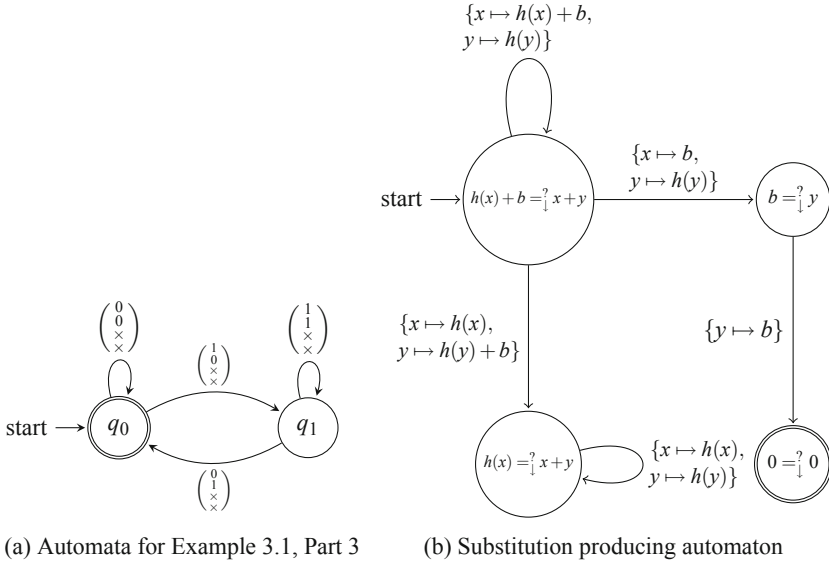 {x ↦ h(x) + b,
y ↦ h(y)}
{x ↦ b,
y ↦ h(y)}
start
h(x) + b =↓? x + y
b =↓? y
{x ↦ h(x),
y ↦ h(y) + b}
{y ↦ b}
h(x) =↓? x + y
{x ↦ h(x),
y ↦ h(y)}
0 =↓? 0
(0 0 × ×)
(1 1 × ×)
(1 0 × ×)
start
q0
q1
(0 1 × ×)
(a) Automata for Example 3.1, Part 3
(b) Substitution producing automaton